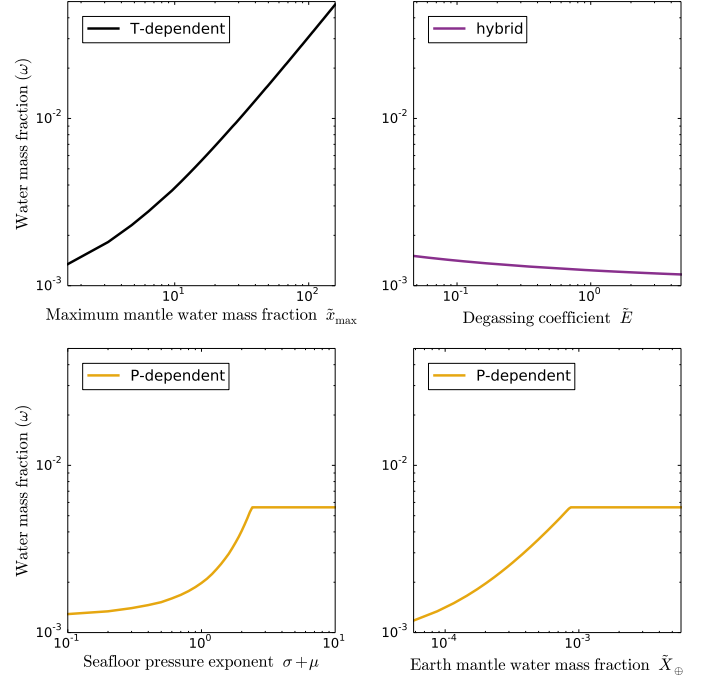 T-dependent
Water mass fraction (ω)
10^-2
10^-3
10^1
10^2
Maximum mantle water mass fraction x̃_max
hybrid
10^-2
10^-3
10^-1
10^0
Degassing coefficient Ẽ
P-dependent
Water mass fraction (ω)
10^-2
10^-3
10^-1
10^0
10^1
Seafloor pressure exponent σ+μ
P-dependent
10^-2
10^-3
10^-4
10^-3
Earth mantle water mass fraction X̃_⊕